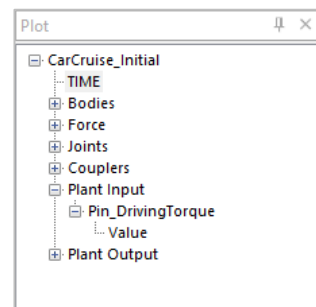 Plot
CarCruise_Initial
TIME
Bodies
Force
Joints
Couplers
Plant Input
Pin_DrivingTorque
Value
Plant Output